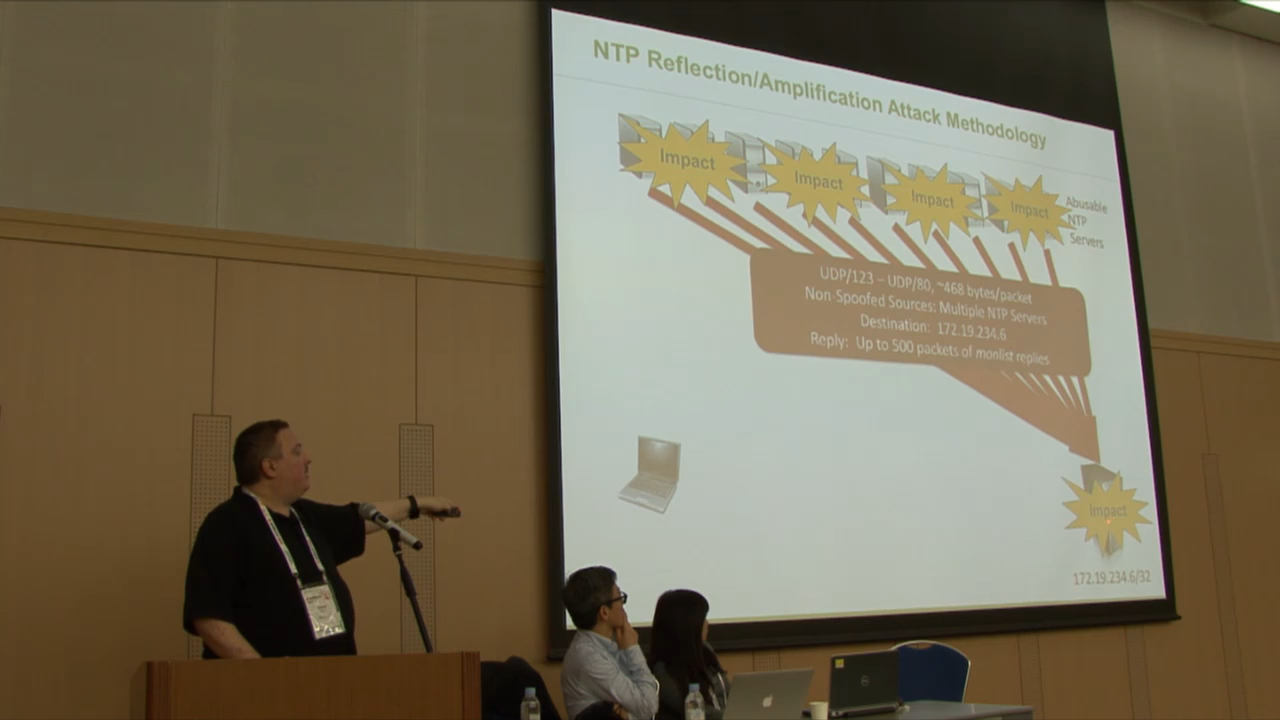 NTP Reflection/Amplification Attack Methodology
Impact
Impact
Impact
Impact
Abusable
NTP
Servers
UDP/123 – UDP/80, ~468 bytes/packet
Non-Spoofed Sources: Multiple NTP Servers
Destination: 172.19.234.6
Reply: Up to 500 packets of monlist replies
Impact
172.19.234.6/32